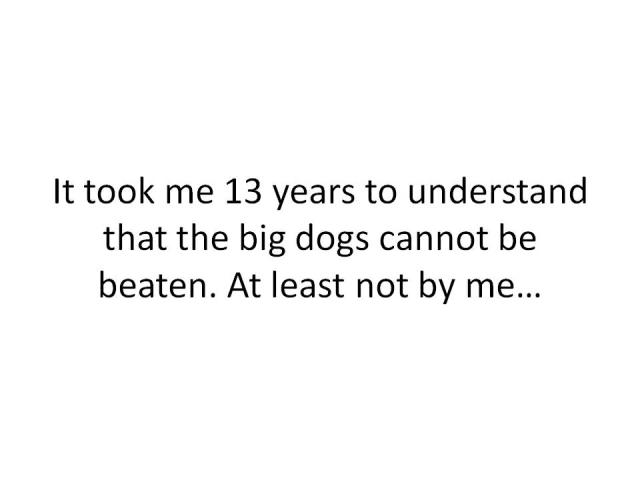 It took me 13 years to understand
that the big dogs cannot be
beaten. At least not by me…